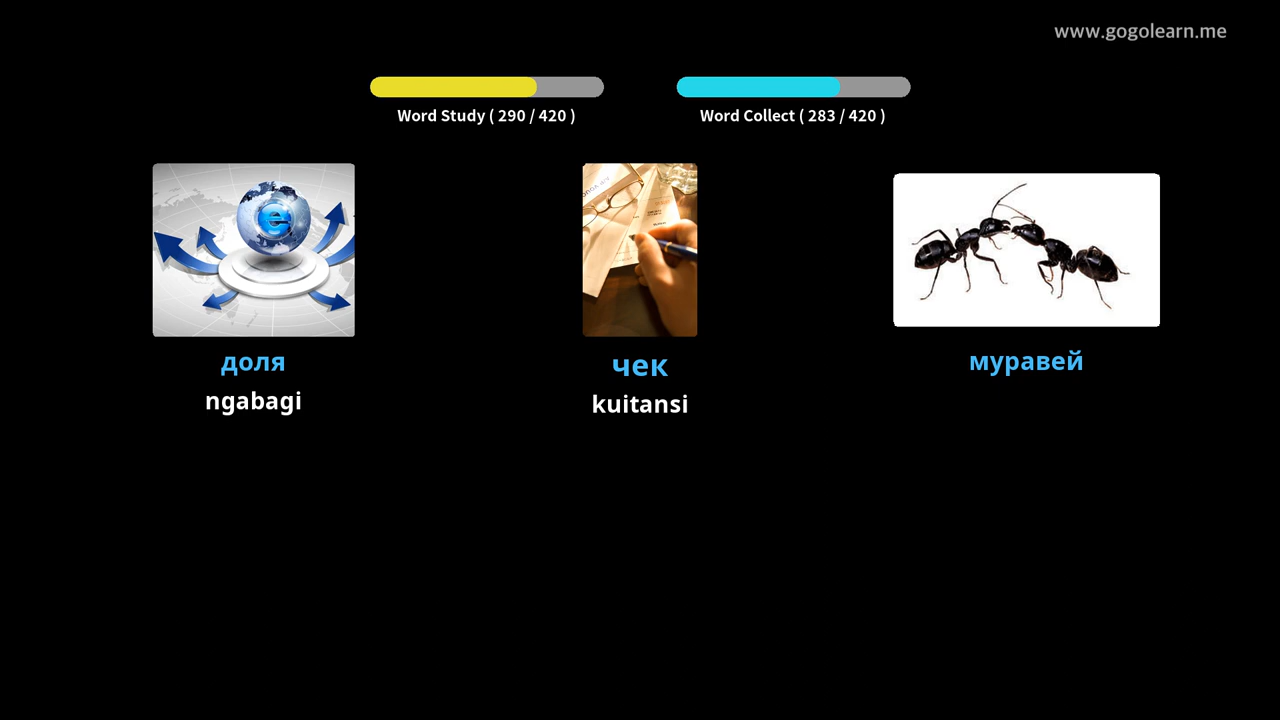 www.gogolearn.me
Word Study ( 290 / 420 )
Word Collect ( 283 / 420 )
доля
ngabagi
чек
kuitansi
муравей